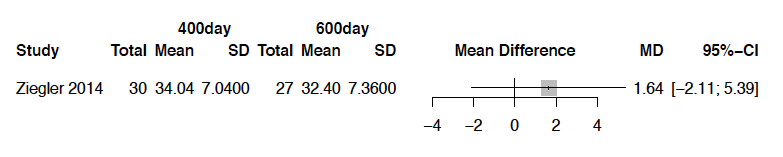 400day 600day
Study Total Mean SD Total Mean SD Mean Difference MD 95%−CI
Ziegler 2014 30 34.04 7.0400 27 32.40 7.3600 1.64 [−2.11; 5.39]
−4 −2 0 2 4